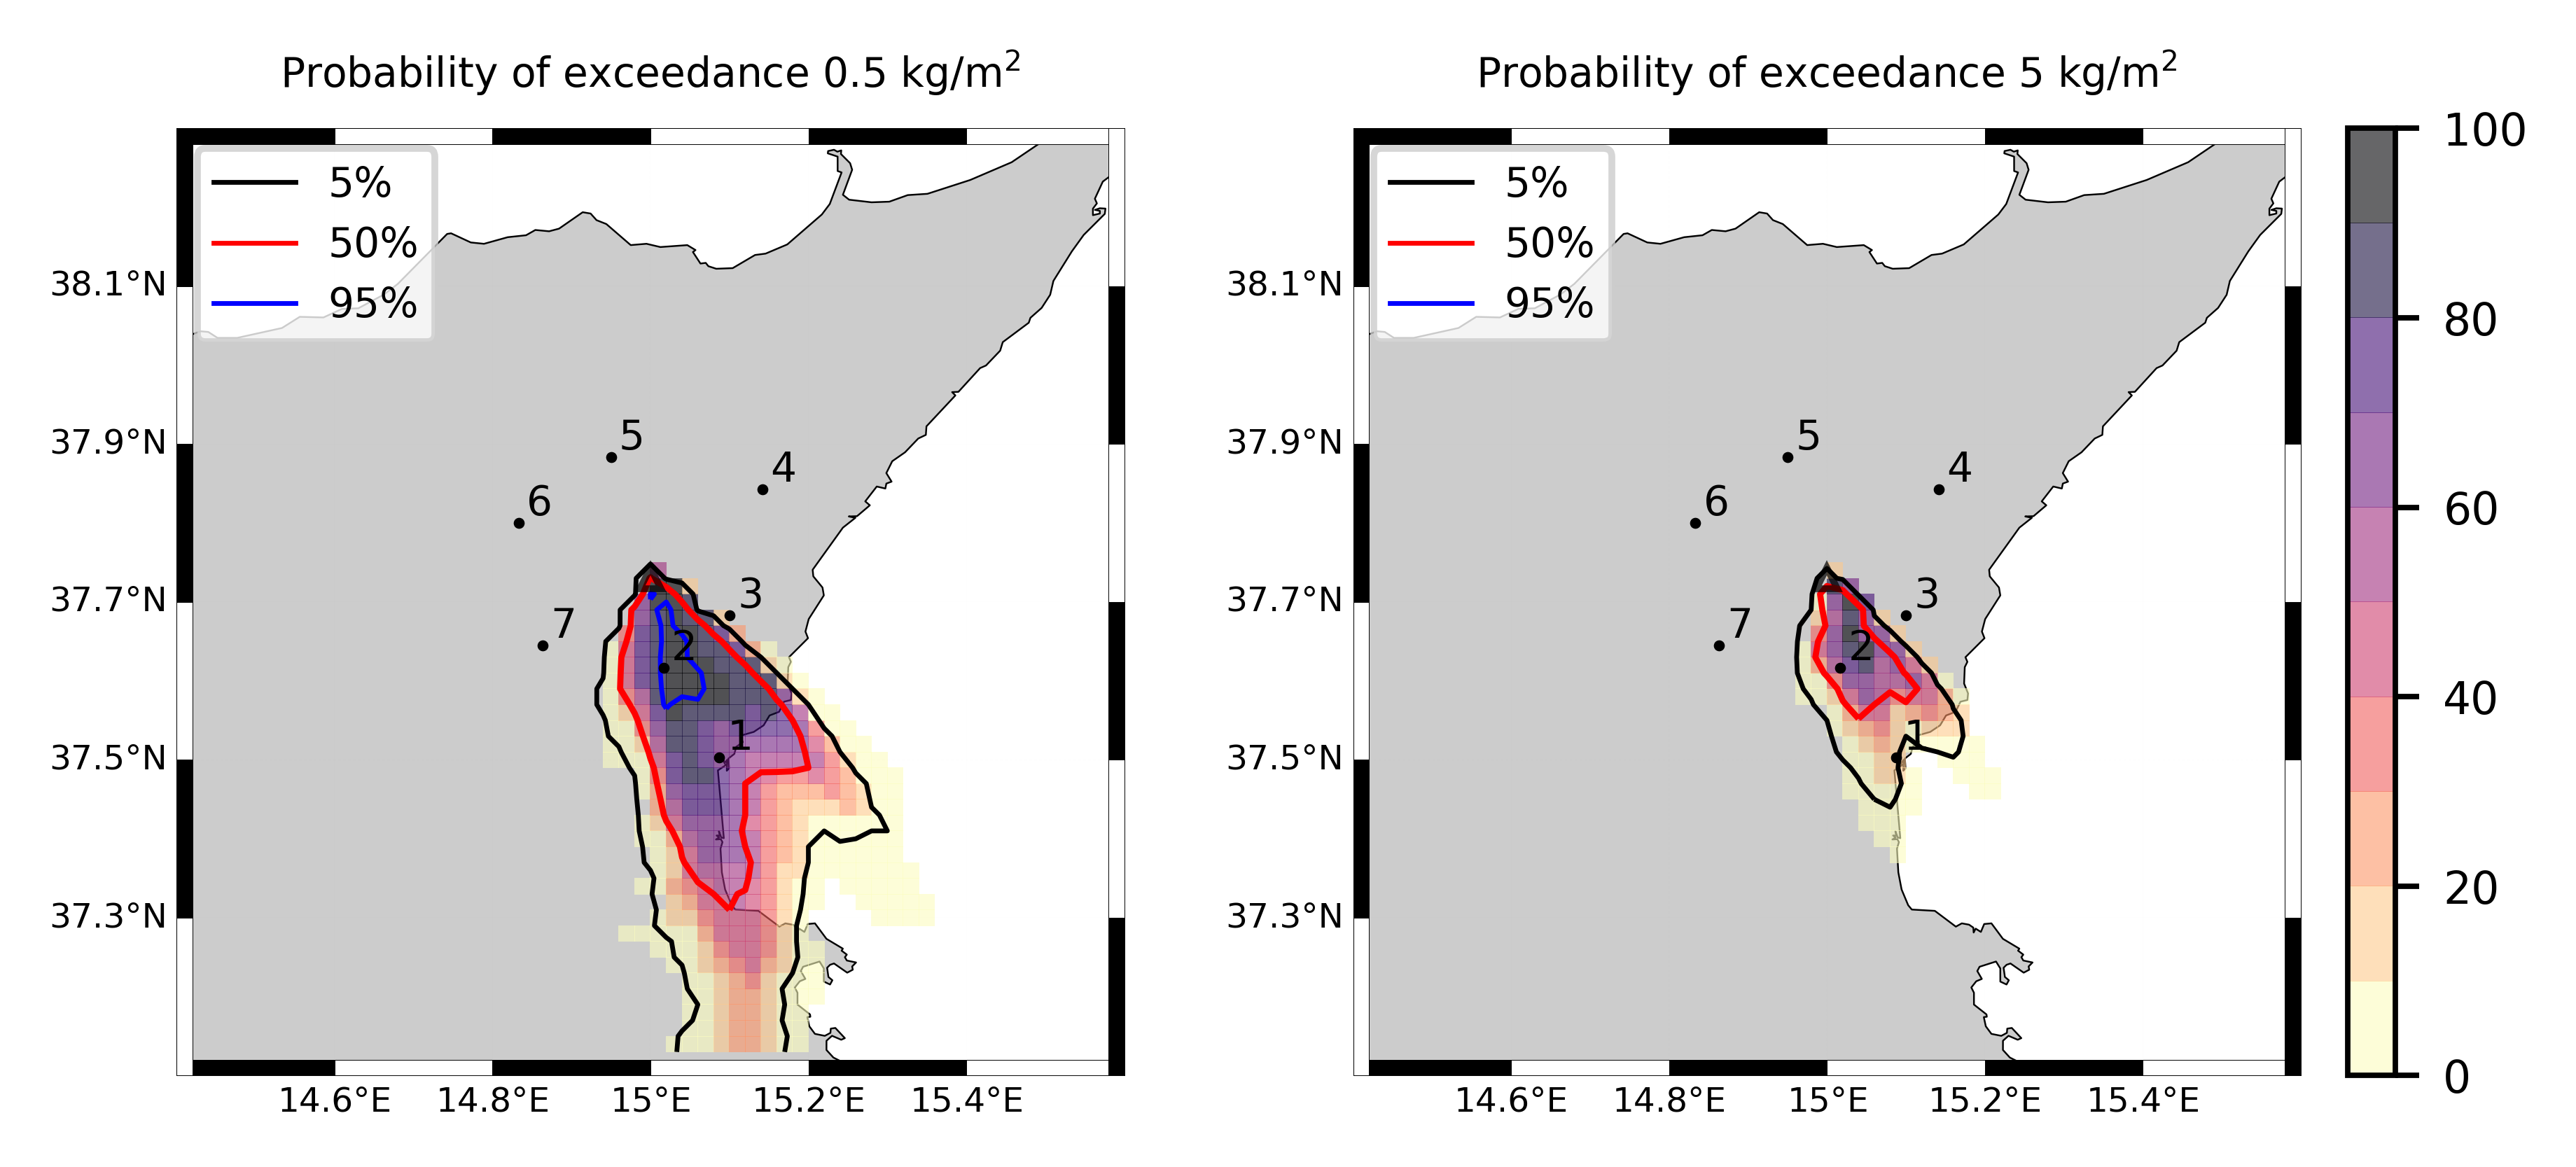 Probability of exceedance 0.5 kg/m²
5%
50%
95%
38.1°N
37.9°N
37.7°N
37.5°N
37.3°N
14.6°E
14.8°E
15°E
15.2°E
15.4°E
5
4
6
3
7
2
1
Probability of exceedance 5 kg/m²
5%
50%
95%
38.1°N
37.9°N
37.7°N
37.5°N
37.3°N
14.6°E
14.8°E
15°E
15.2°E
15.4°E
5
4
6
3
7
2
1
100
80
60
40
20
0